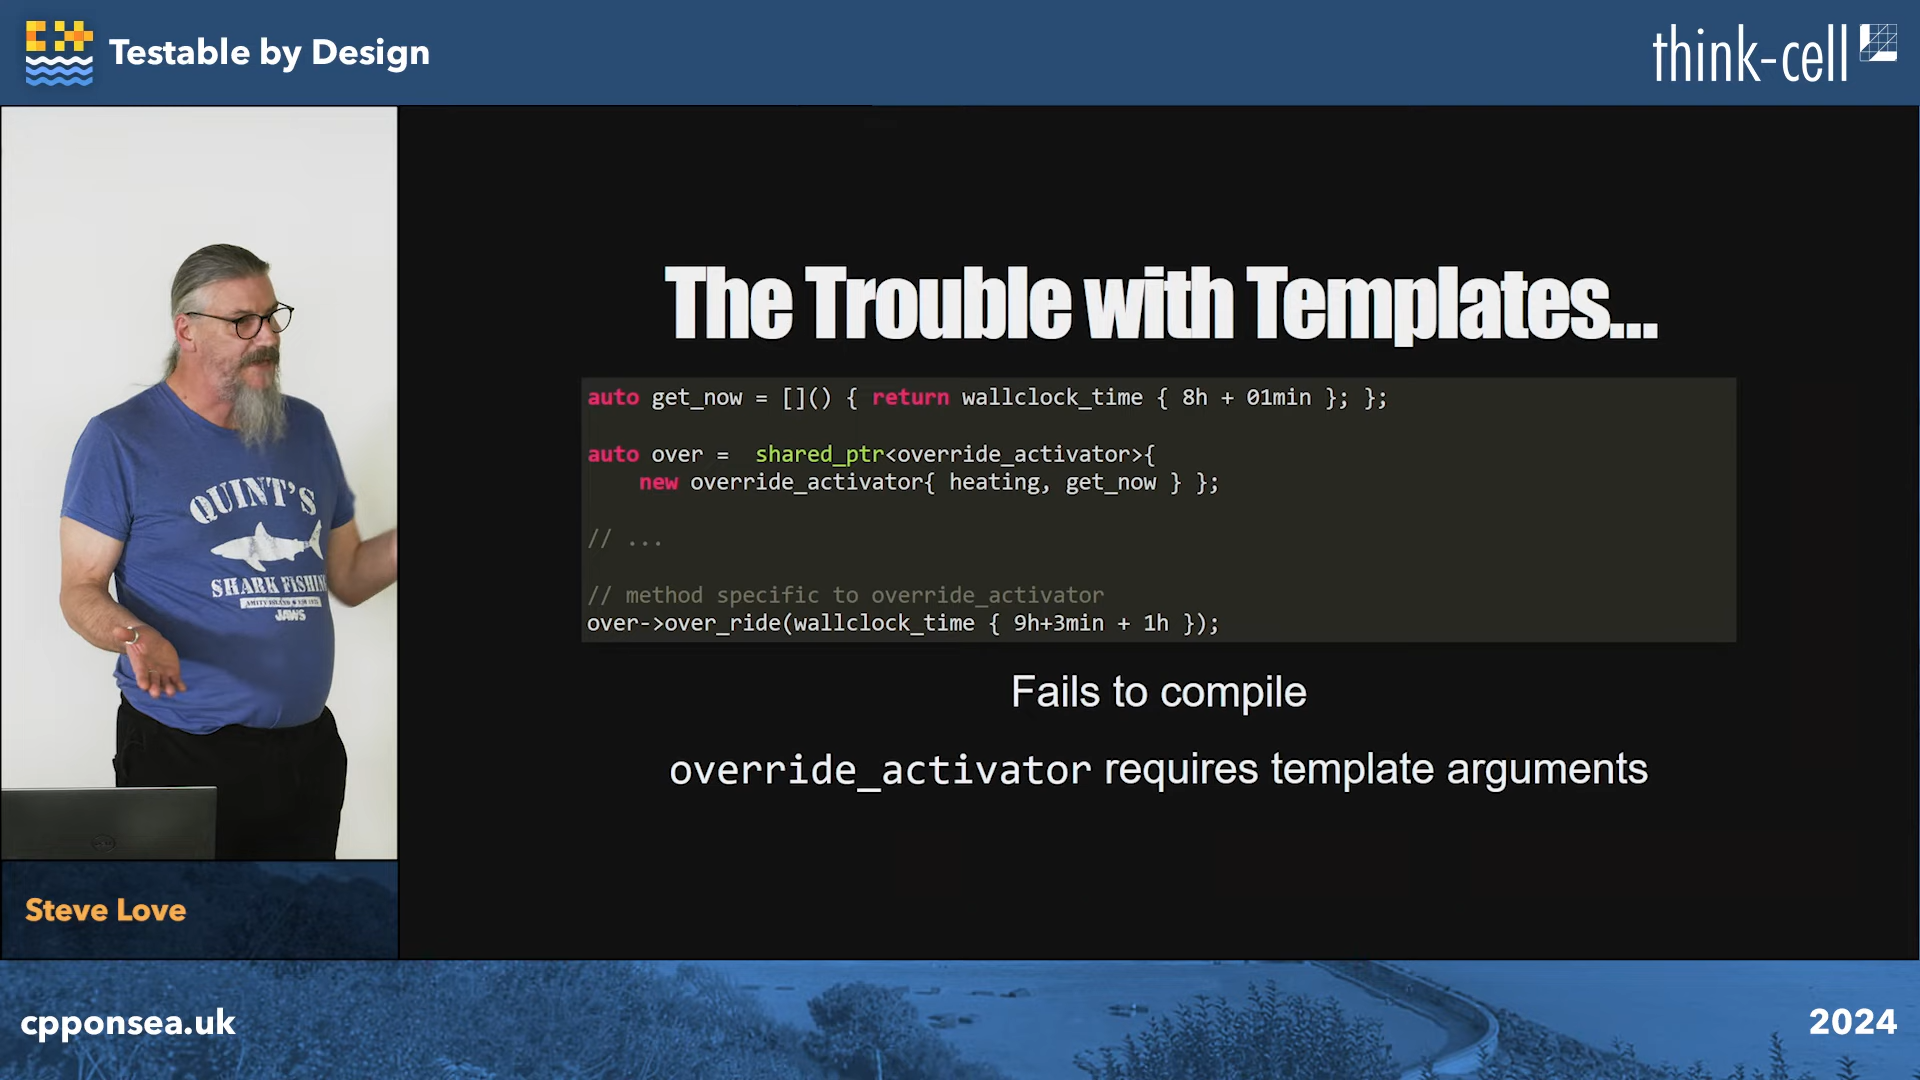 Testable by Design
think-cell
The Trouble with Templates...
auto get_now = []() { return wallclock_time { 8h + 01min }; };
auto over =  shared_ptr<override_activator>{
    new override_activator{ heating, get_now } };
// ...
// method specific to override_activator
over->over_ride(wallclock_time { 9h+3min + 1h });
Fails to compile
override_activator requires template arguments
QUINT'S
SHARK FISHIN
AMITY ISLAND
JAWS
Steve Love
cpponsea.uk
2024